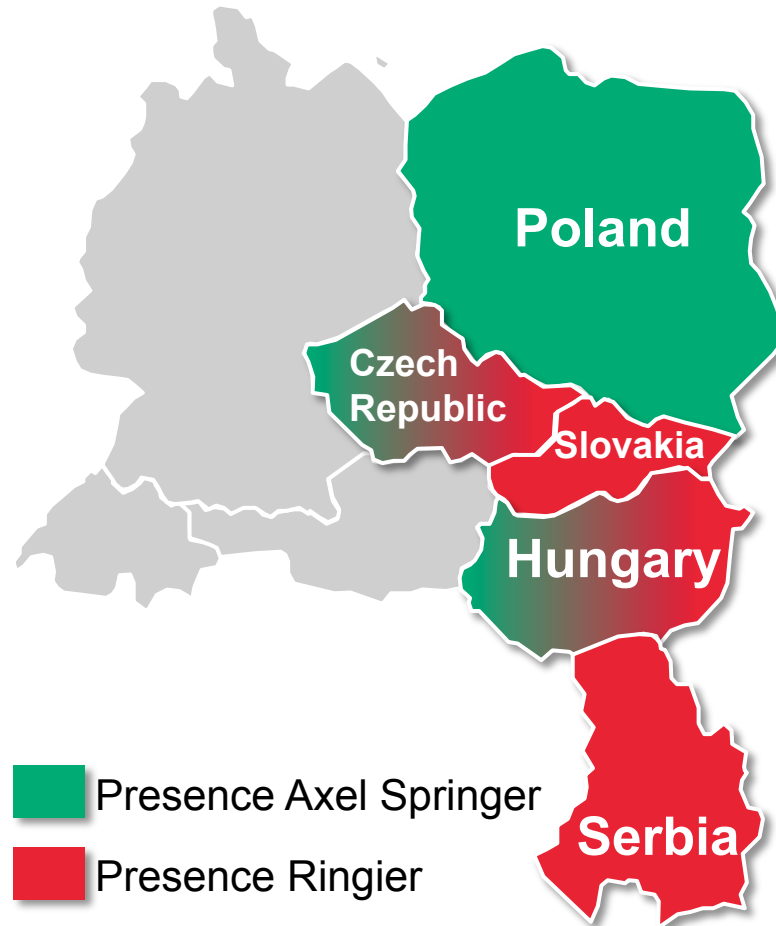 Poland
Czech
Republic
Slovakia
Hungary
Serbia
Presence Axel Springer
Presence Ringier